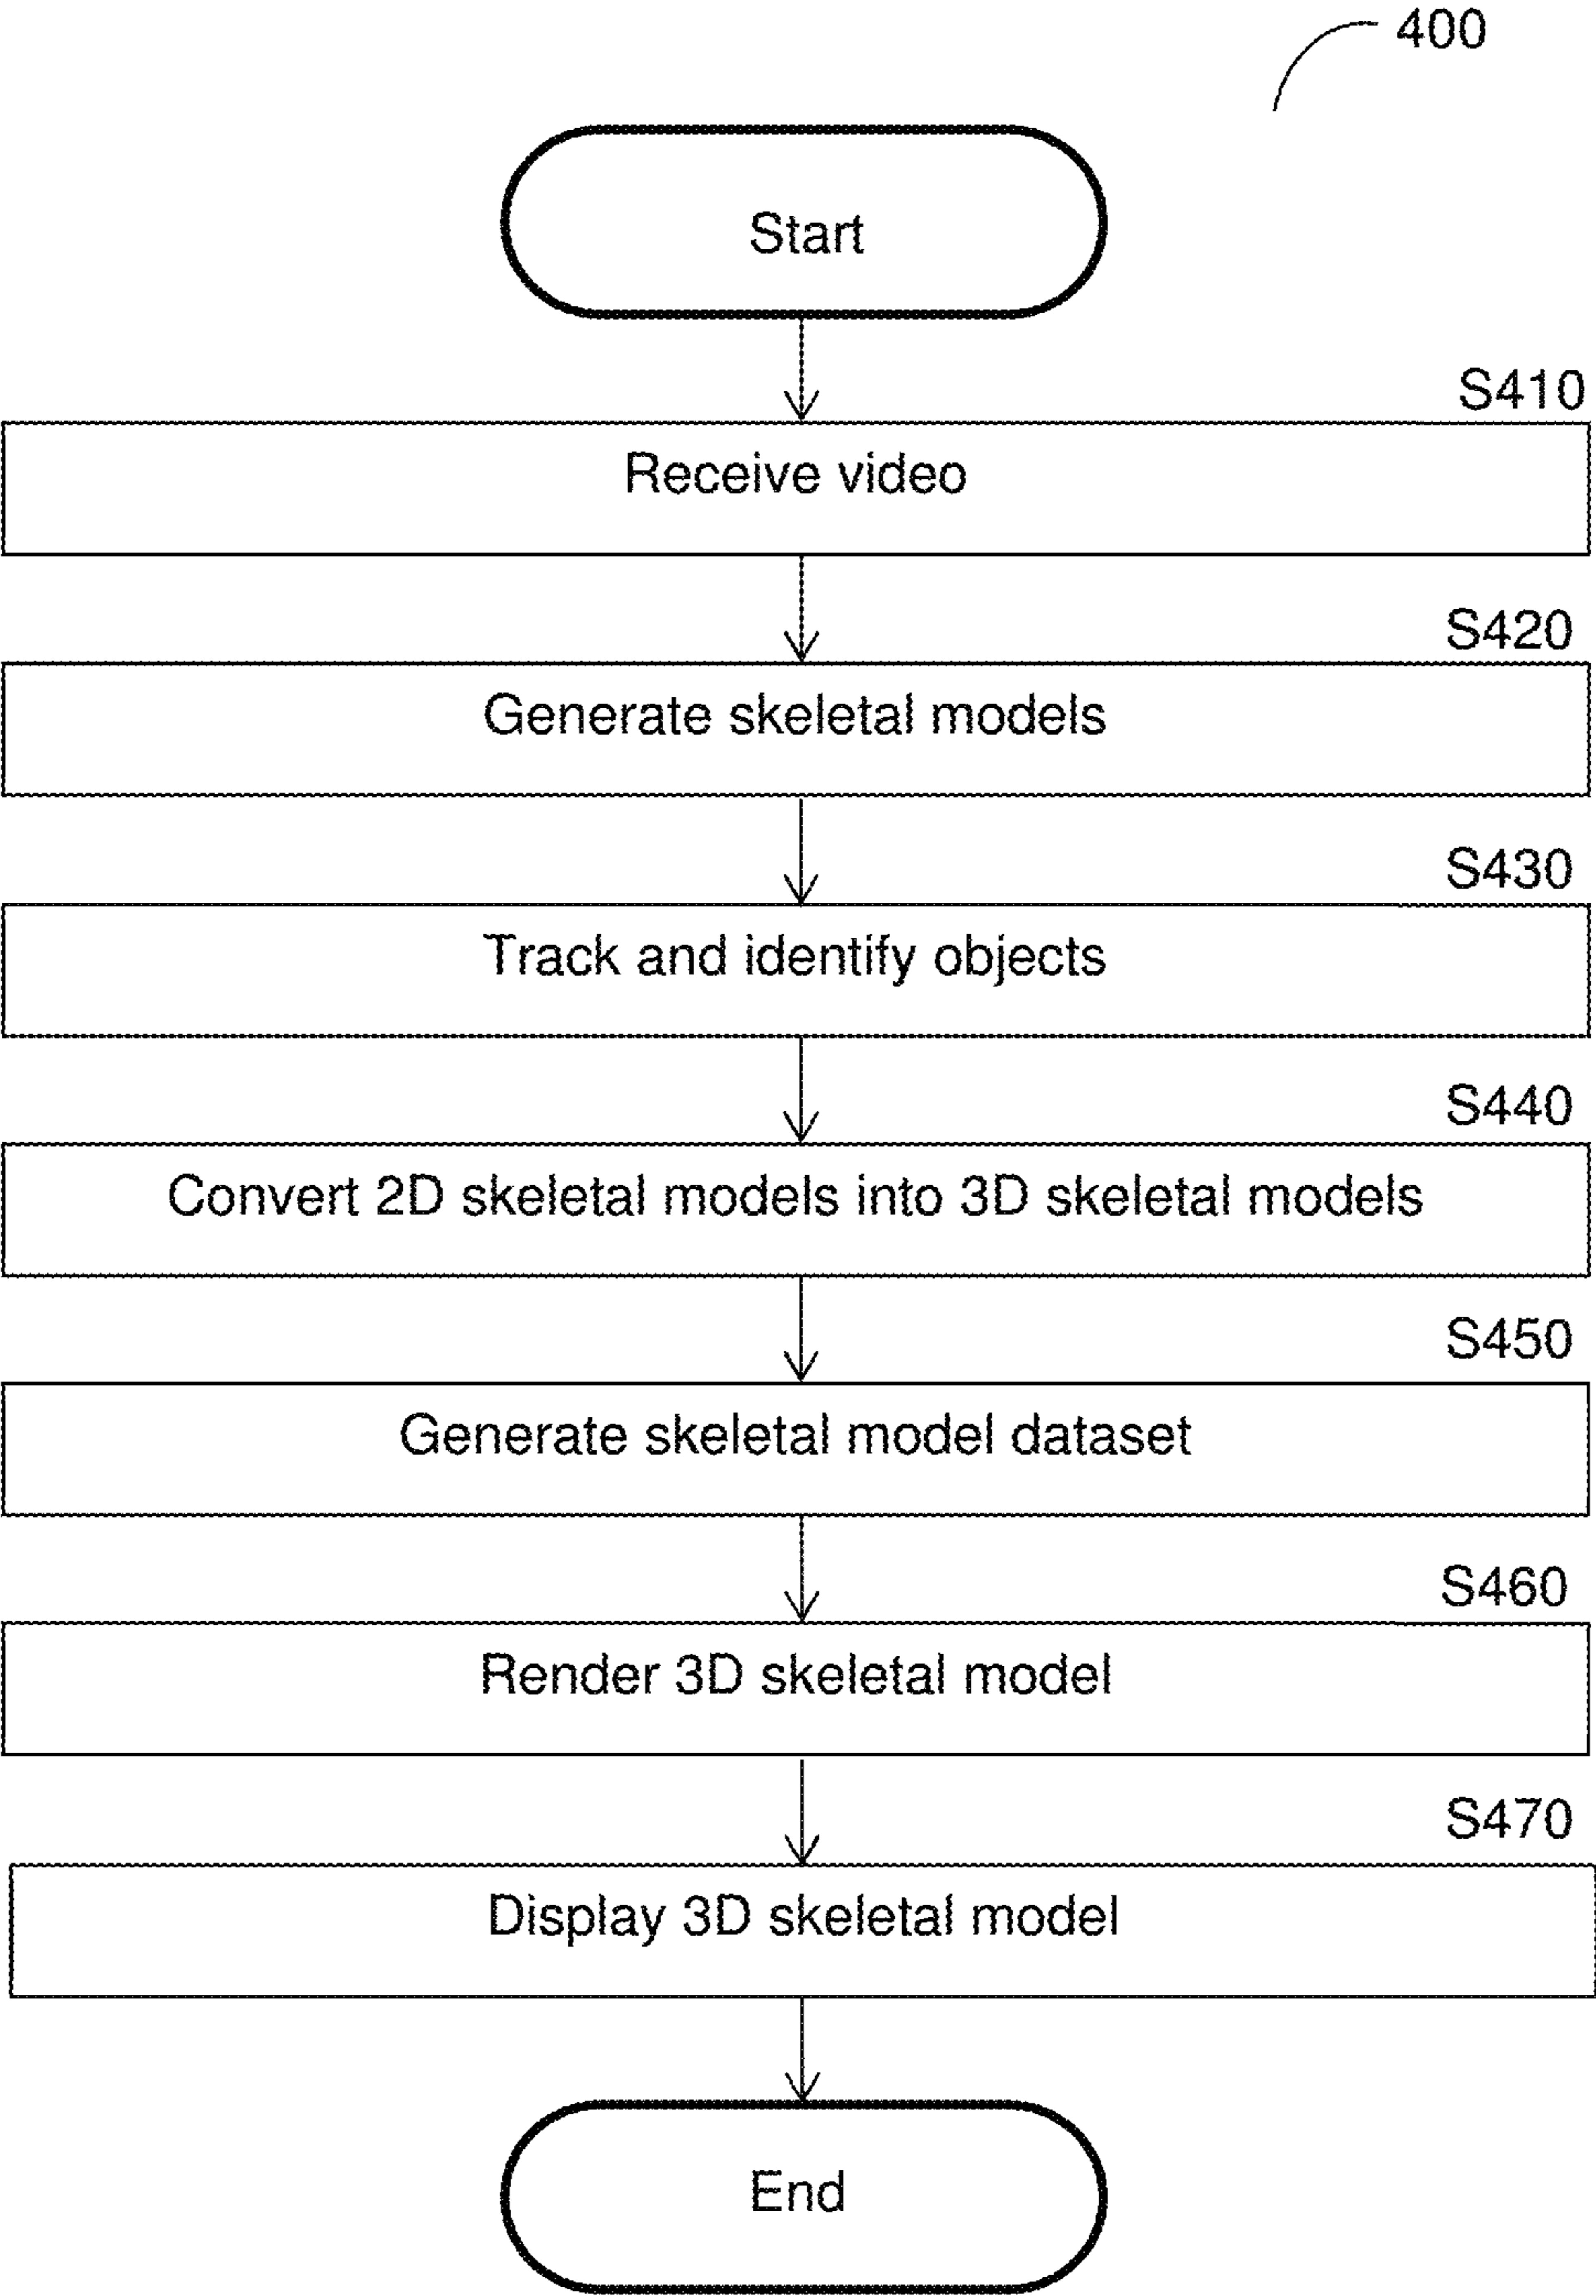 400
Start
S410
Receive video
S420
Generate skeletal models
S430
Track and identify objects
S440
Convert 2D skeletal models into 3D skeletal models
S450
Generate skeletal model dataset
S460
Render 3D skeletal model
S470
Display 3D skeletal model
End